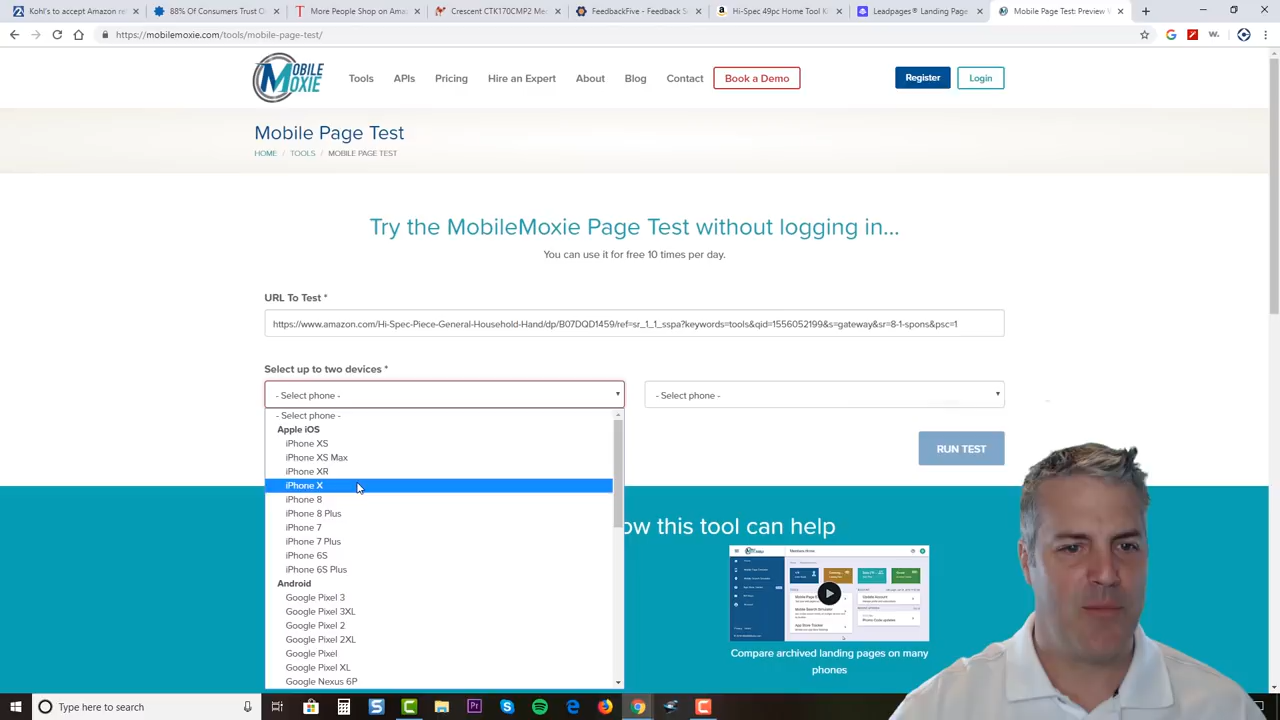 Kohl's to accept Amazon re
88% Of Consumers Trust O
More People Shop on Ama
Crescent CTK170CMP2 Me
FeedbackFive - Feedback S
Hi-Spec 49pc Home Tool K
Leadpages® Landing Page
Mobile Page Test: Preview V
https://mobilemoxie.com/tools/mobile-page-test/
MOBILE MOXIE
Tools
APIs
Pricing
Hire an Expert
About
Blog
Contact
Book a Demo
Register
Login
Mobile Page Test
HOME / TOOLS / MOBILE PAGE TEST
Try the MobileMoxie Page Test without logging in...
You can use it for free 10 times per day.
URL To Test *
https://www.amazon.com/Hi-Spec-Piece-General-Household-Hand/dp/B07DQD1459/ref=sr_1_1_sspa?keywords=tools&qid=1556052199&s=gateway&sr=8-1-spons&psc=1
Select up to two devices *
- Select phone -
- Select phone -
- Select phone -
Apple iOS
iPhone XS
iPhone XS Max
iPhone XR
iPhone X
iPhone 8
iPhone 8 Plus
iPhone 7
iPhone 7 Plus
iPhone 6S
iPhone 6S Plus
Android
Google Pixel 3
Google Pixel 3XL
Google Pixel 2
Google Pixel 2XL
Google Pixel
Google Pixel XL
Google Nexus 6P
RUN TEST
ow this tool can help
Compare archived landing pages on many
phones
Type here to search